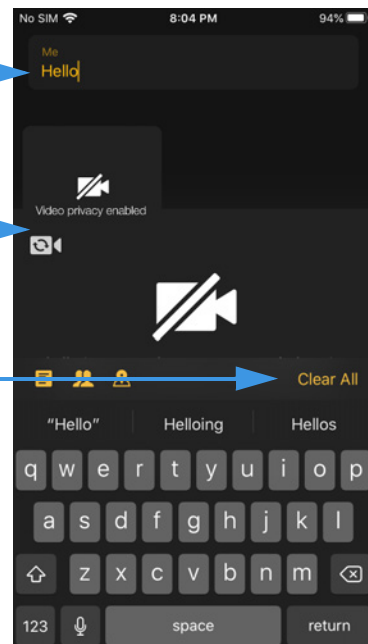 No SIM 8:04 PM 94%
Me
Hello
Video privacy enabled
Clear All
"Hello" Helloing Hellos
q w e r t y u i o p
a s d f g h j k l
z x c v b n m
123 space return